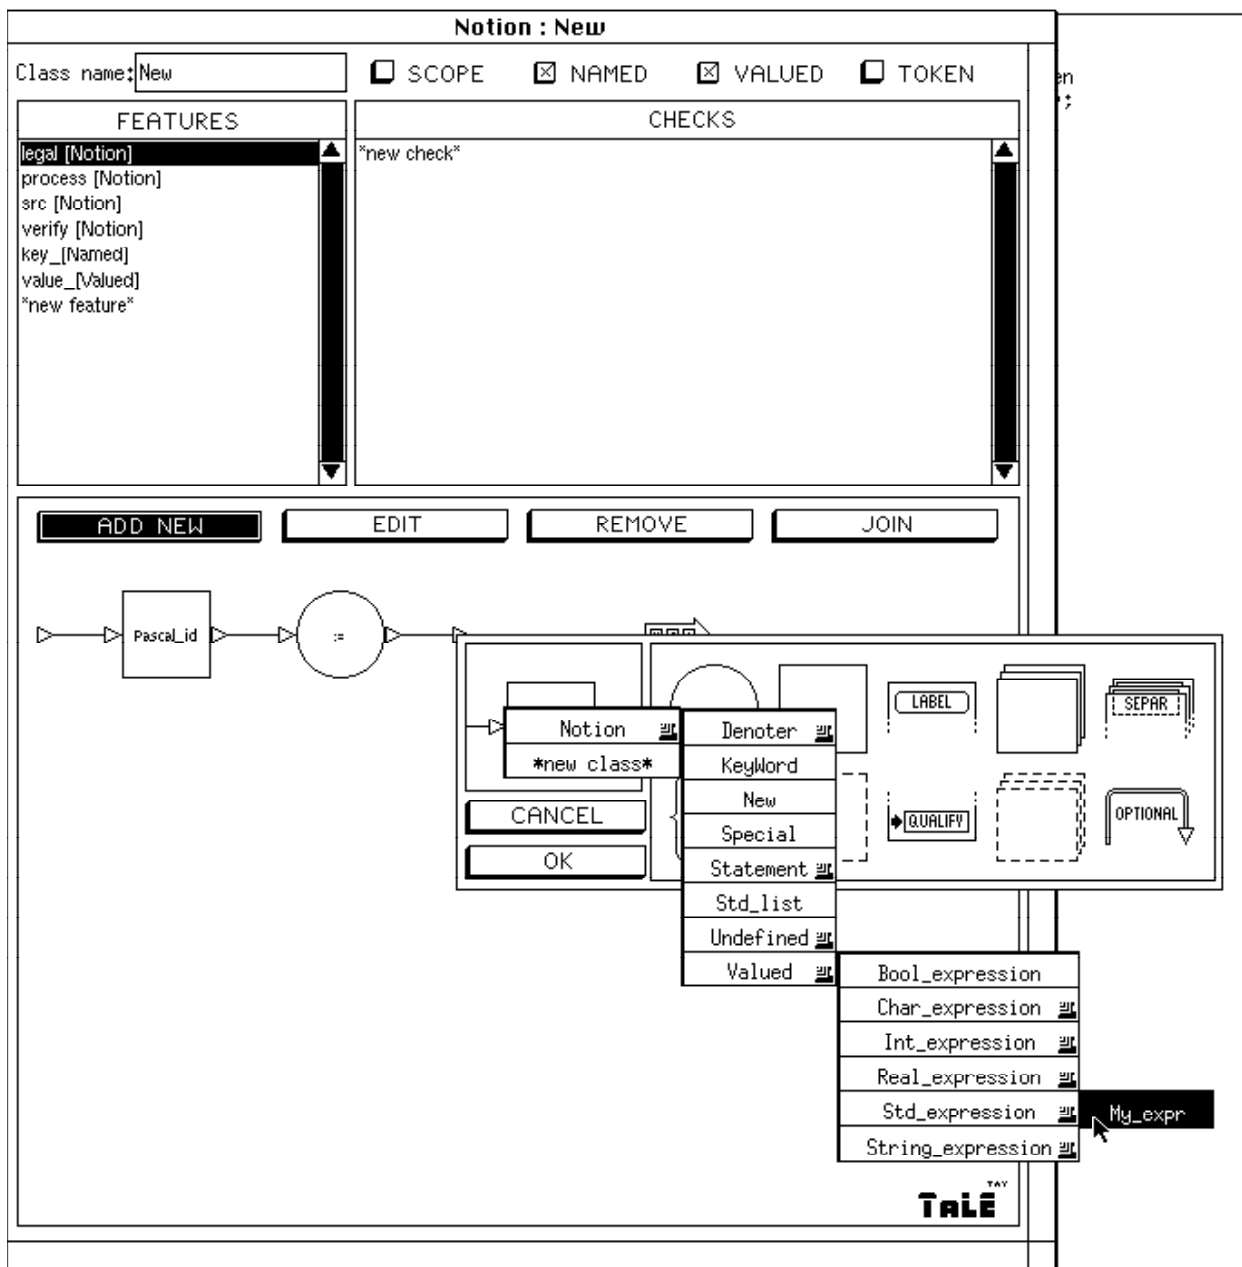 Notion : New
Class name: New
SCOPE
NAMED
VALUED
TOKEN
en
;
FEATURES
CHECKS
legal [Notion]
process [Notion]
src [Notion]
verify [Notion]
key_[Named]
value_[Valued]
*new feature*
*new check*
ADD NEW
EDIT
REMOVE
JOIN
Pascal_id
:=
Notion
*new class*
CANCEL
OK
Denoter
KeyWord
New
Special
Statement
Std_list
Undefined
Valued
LABEL
SEPAR
QUALIFY
OPTIONAL
Bool_expression
Char_expression
Int_expression
Real_expression
Std_expression
String_expression
My_expr
TaLE